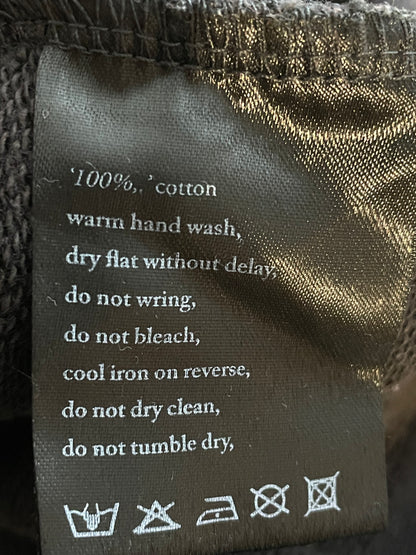 '100%,.' cotton
warm hand wash,
dry flat without delay,
do not wring,
do not bleach,
cool iron on reverse,
do not dry clean,
do not tumble dry,